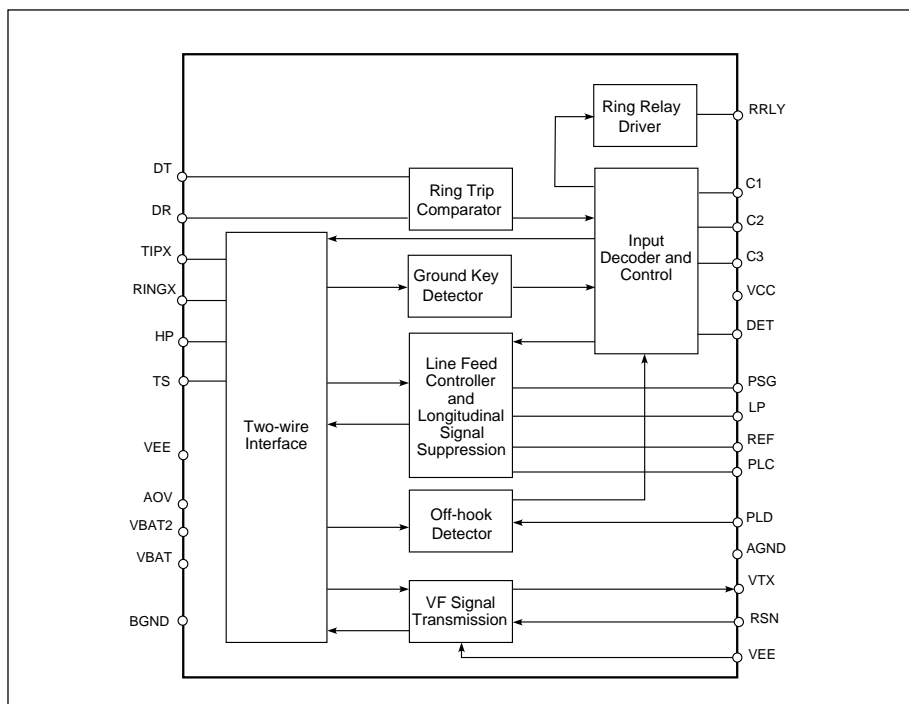 Ring Relay
Driver
RRLY
DT
DR
TIPX
RINGX
HP
TS
VEE
AOV
VBAT2
VBAT
BGND
Two-wire
Interface
Ring Trip
Comparator
Ground Key
Detector
Line Feed
Controller
and
Longitudinal
Signal
Suppression
Off-hook
Detector
VF Signal
Transmission
Input
Decoder and
Control
C1
C2
C3
VCC
DET
PSG
LP
REF
PLC
PLD
AGND
VTX
RSN
VEE